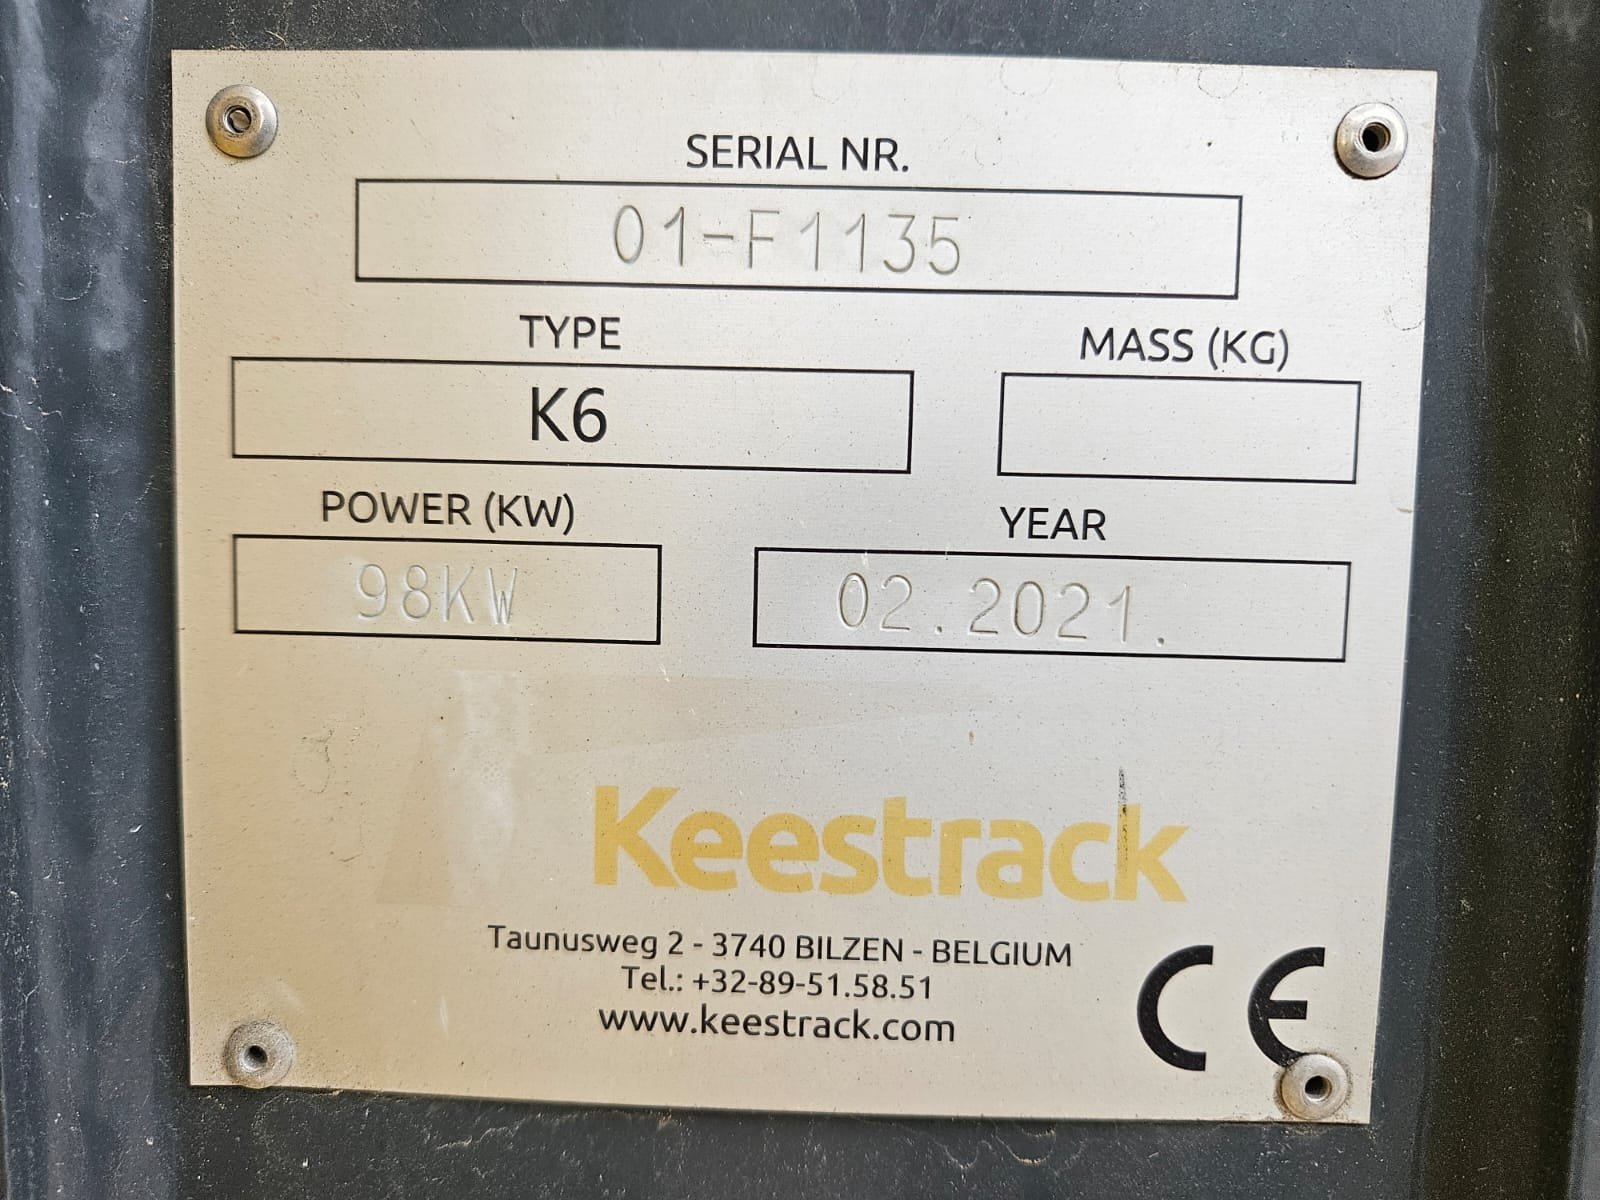 SERIAL NR.
01-F1135
TYPE
MASS (KG)
K6
POWER (KW)
YEAR
98KW
02.2021.
Keestrack
Taunusweg 2 - 3740 BILZEN - BELGIUM
Tel.: +32-89-51.58.51
www.keestrack.com
CE